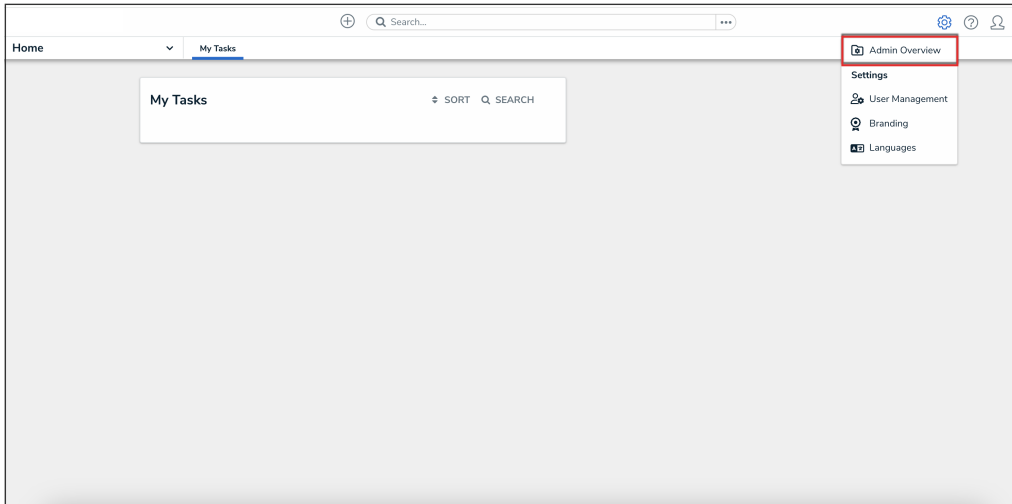 Search...
Home
My Tasks
Admin Overview
Settings
User Management
Branding
Languages
My Tasks
SORT SEARCH